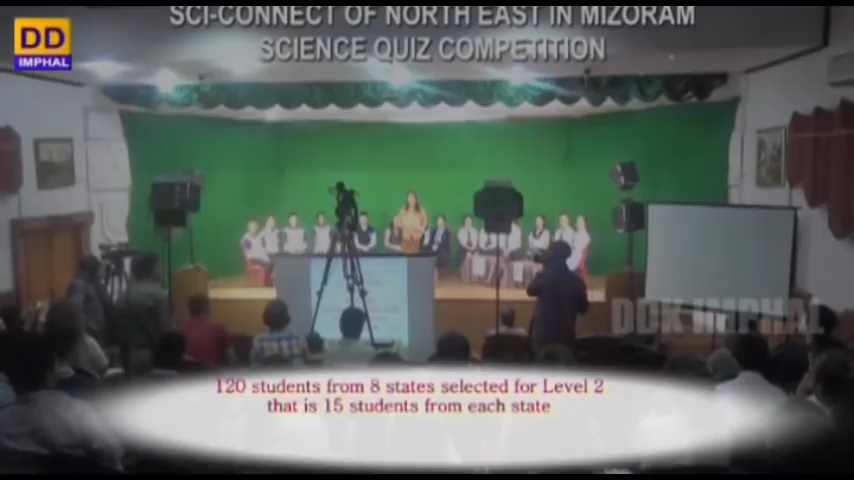 SCI-CONNECT OF NORTH EAST IN MIZORAM
SCIENCE QUIZ COMPETITION
DD
IMPHAL
DDK IMPHAL
120 students from 8 states selected for Level 2
that is 15 students from each state